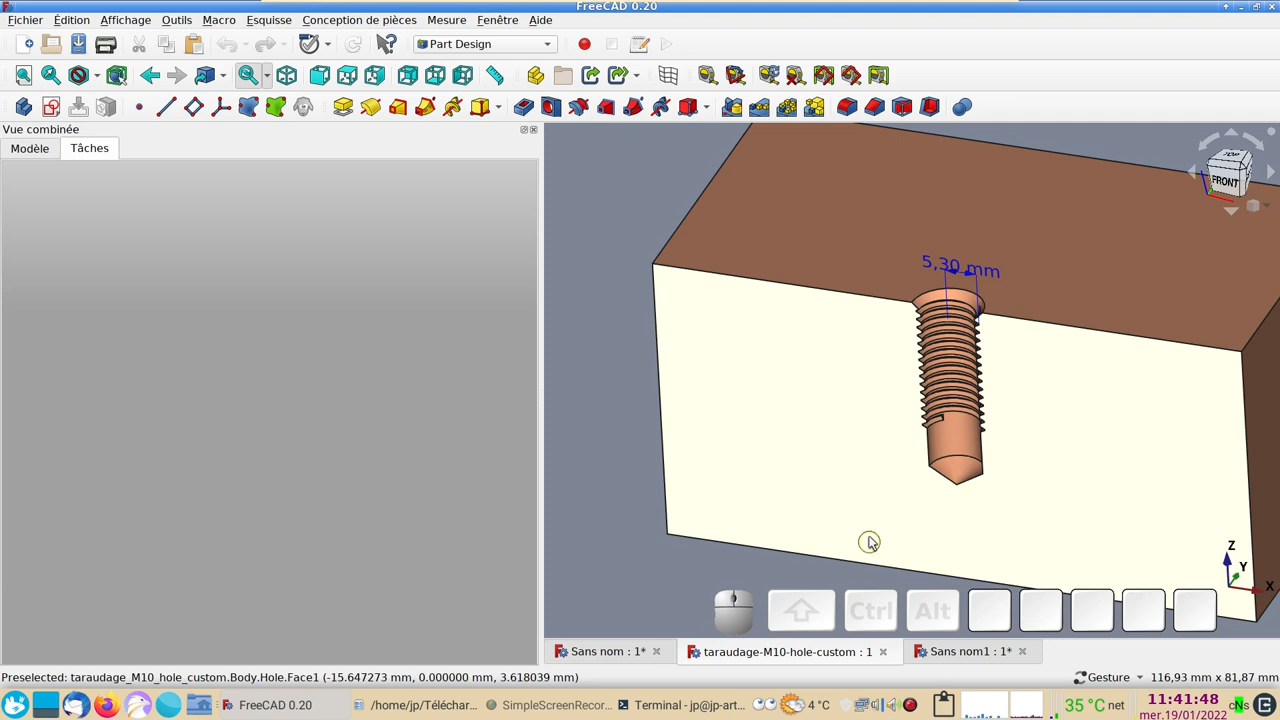 FreeCAD 0.20
Fichier Édition Affichage Outils Macro Esquisse Conception de pièces Mesure Fenêtre Aide
Part Design
Vue combinée
Modèle Tâches
TOP
FRONT
5,30 mm
Z
Y
X
Ctrl Alt
Sans nom : 1* taraudage-M10-hole-custom : 1 Sans nom1 : 1*
Preselected: taraudage_M10_hole_custom.Body.Hole.Face1 (-15.647273 mm, 0.000000 mm, 3.618039 mm) Gesture 116,93 mm x 81,87 mm
FreeCAD 0.20 /home/jp/Téléchar... SimpleScreenRecor... Terminal - jp@jp-art... 4 °C 35 °C net 11:41:48 cNs
mer.19/01/2022